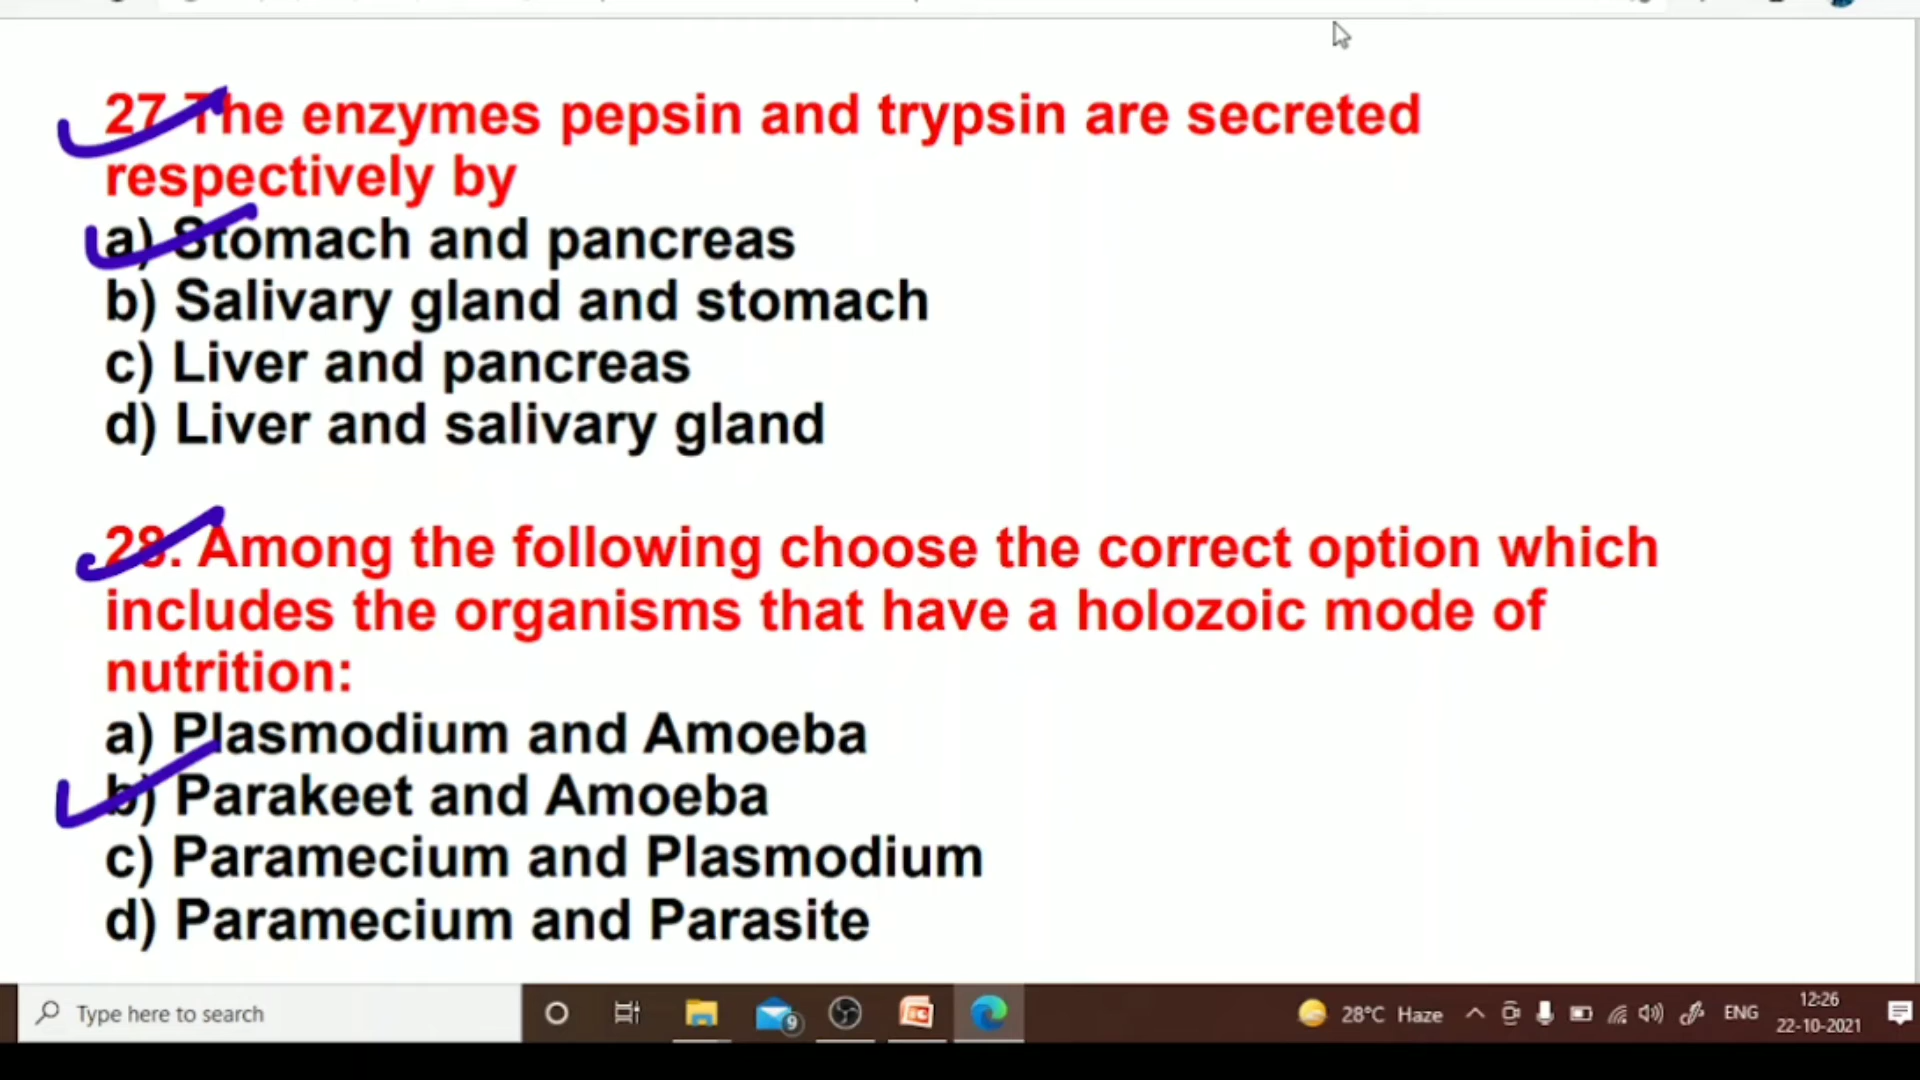 27 The enzymes pepsin and trypsin are secreted
respectively by
a) Stomach and pancreas
b) Salivary gland and stomach
c) Liver and pancreas
d) Liver and salivary gland
28. Among the following choose the correct option which
includes the organisms that have a holozoic mode of
nutrition:
a) Plasmodium and Amoeba
b) Parakeet and Amoeba
c) Paramecium and Plasmodium
d) Paramecium and Parasite
Type here to search
9
28°C Haze
ENG
12:26
22-10-2021